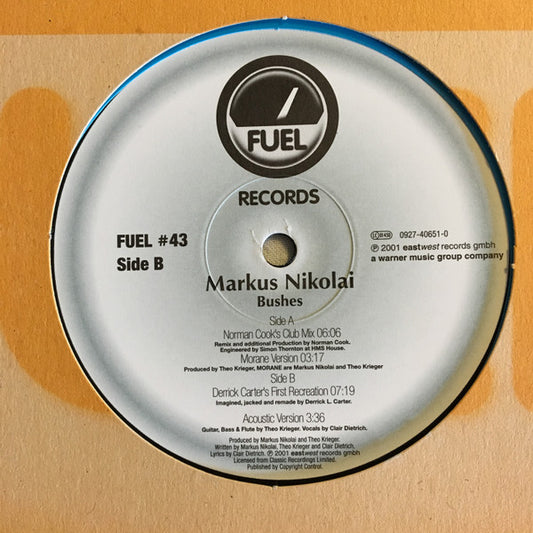 FUEL
RECORDS
FUEL #43
Side B
LC 00458 0927-40651-0
℗ 2001 eastwest records gmbh
a warner music group company
Markus Nikolai
Bushes
Side A
Norman Cook's Club Mix 06:06
Remix and additional Production by Norman Cook.
Engineered by Simon Thornton at HMS House.
Morane Version 03:17
Produced by Theo Krieger, MORANE are Markus Nikolai and Theo Krieger
Side B
Derrick Carter's First Recreation 07:19
Imagined, jacked and remade by Derrick L. Carter.
Acoustic Version 3:36
Guitar, Bass & Flute by Theo Krieger. Vocals by Clair Dietrich.
Produced by Markus Nikolai and Theo Krieger.
Written by Markus Nikolai, Theo Krieger and Clair Dietrich,
Lyrics by Clair Dietrich. ℗ 2001 eastwest records gmbh
Licensed from Classic Recordings Limited.
Published by Copyright Control.